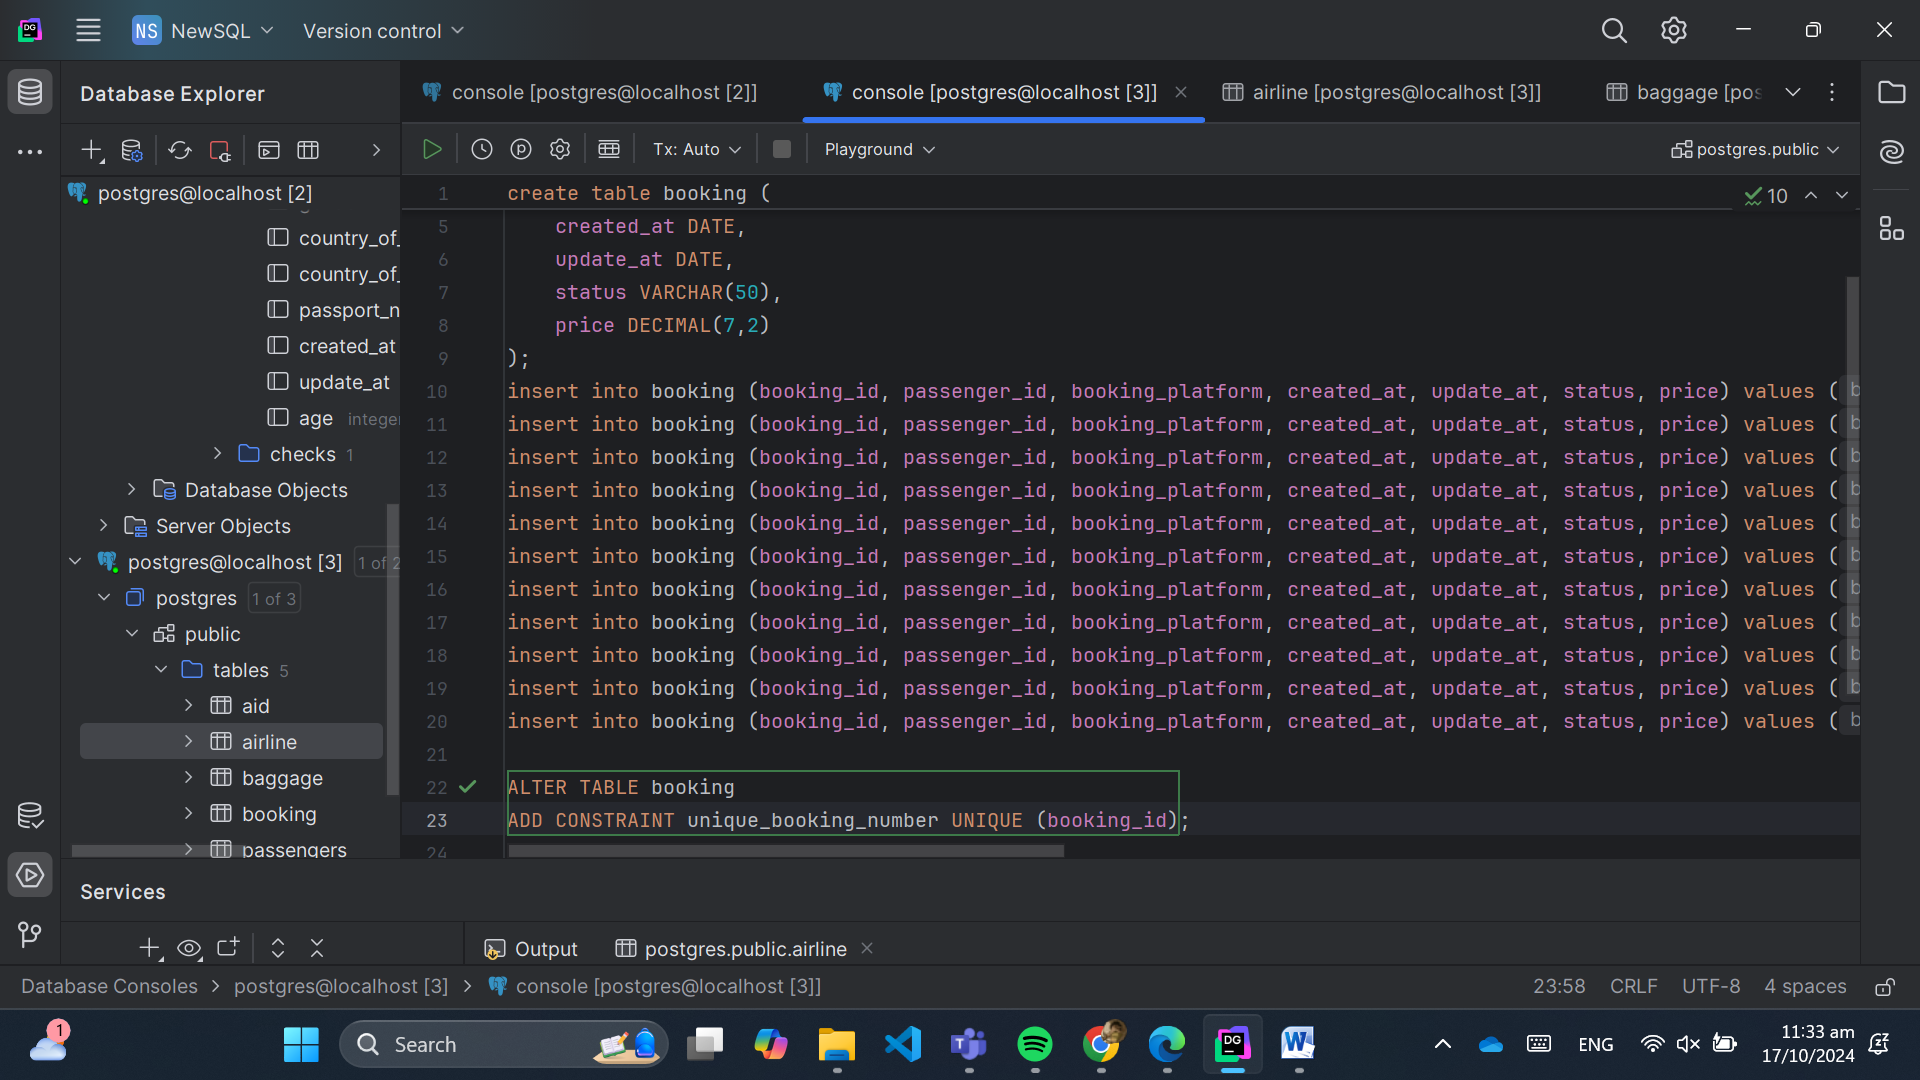 NS NewSQL Version control
Database Explorer
console [postgres@localhost [2]] console [postgres@localhost [3]] airline [postgres@localhost [3]] baggage [pos
Tx: Auto Playground postgres.public
postgres@localhost [2]
country_of_
country_of_
passport_n
created_at
update_at
age integer
checks 1
Database Objects
Server Objects
postgres@localhost [3] 1 of 2
postgres 1 of 3
public
tables 5
aid
airline
baggage
booking
passengers
1 create table booking (
10
5 created_at DATE,
6 update_at DATE,
7 status VARCHAR(50),
8 price DECIMAL(7,2)
9 );
10 insert into booking (booking_id, passenger_id, booking_platform, created_at, update_at, status, price) values ( b
11 insert into booking (booking_id, passenger_id, booking_platform, created_at, update_at, status, price) values ( b
12 insert into booking (booking_id, passenger_id, booking_platform, created_at, update_at, status, price) values ( b
13 insert into booking (booking_id, passenger_id, booking_platform, created_at, update_at, status, price) values ( b
14 insert into booking (booking_id, passenger_id, booking_platform, created_at, update_at, status, price) values ( b
15 insert into booking (booking_id, passenger_id, booking_platform, created_at, update_at, status, price) values ( b
16 insert into booking (booking_id, passenger_id, booking_platform, created_at, update_at, status, price) values ( b
17 insert into booking (booking_id, passenger_id, booking_platform, created_at, update_at, status, price) values ( b
18 insert into booking (booking_id, passenger_id, booking_platform, created_at, update_at, status, price) values ( b
19 insert into booking (booking_id, passenger_id, booking_platform, created_at, update_at, status, price) values ( b
20 insert into booking (booking_id, passenger_id, booking_platform, created_at, update_at, status, price) values ( b
21
22 ALTER TABLE booking
23 ADD CONSTRAINT unique_booking_number UNIQUE (booking_id);
24
Services
Output postgres.public.airline
Database Consoles > postgres@localhost [3] > console [postgres@localhost [3]] 23:58 CRLF UTF-8 4 spaces
1 Search ENG 11:33 am
17/10/2024